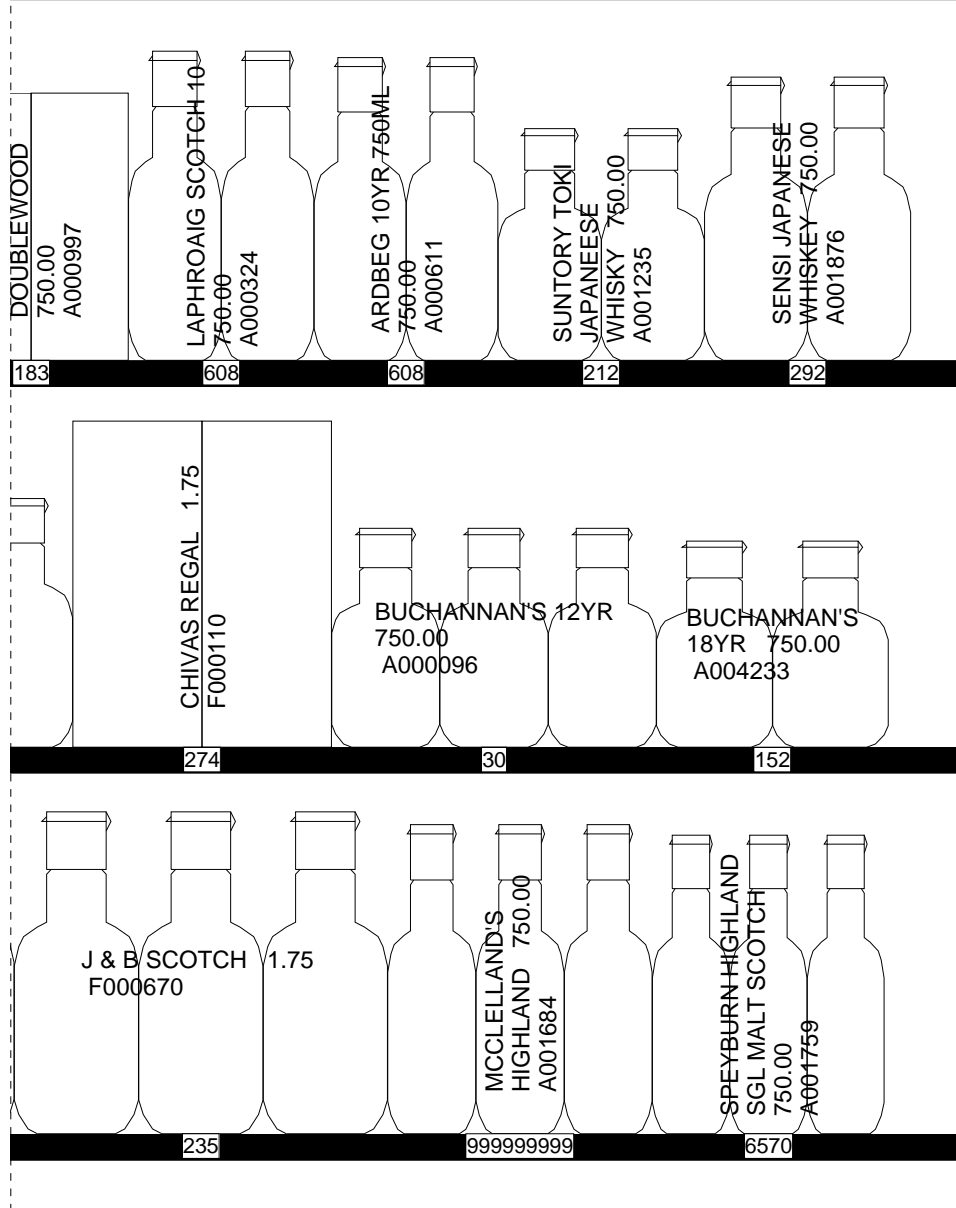 DOUBLEWOOD
750.00
A000997
LAPHROAIG SCOTCH 10
750.00
A000324
ARDBEG 10YR 750ML
750.00
A000611
SUNTORY TOKI
JAPANEESE
WHISKY 750.00
A001235
SENSI JAPANESE
WHISKEY 750.00
A001876
183
608
608
212
292
CHIVAS REGAL 1.75
F000110
BUCHANNAN'S 12YR
750.00
A000096
BUCHANNAN'S
18YR 750.00
A004233
274
30
152
J & B SCOTCH 1.75
F000670
MCCLELLAND'S
HIGHLAND 750.00
A001684
SPEYBURN HIGHLAND
SGL MALT SCOTCH
750.00
A001759
235
999999999
6570